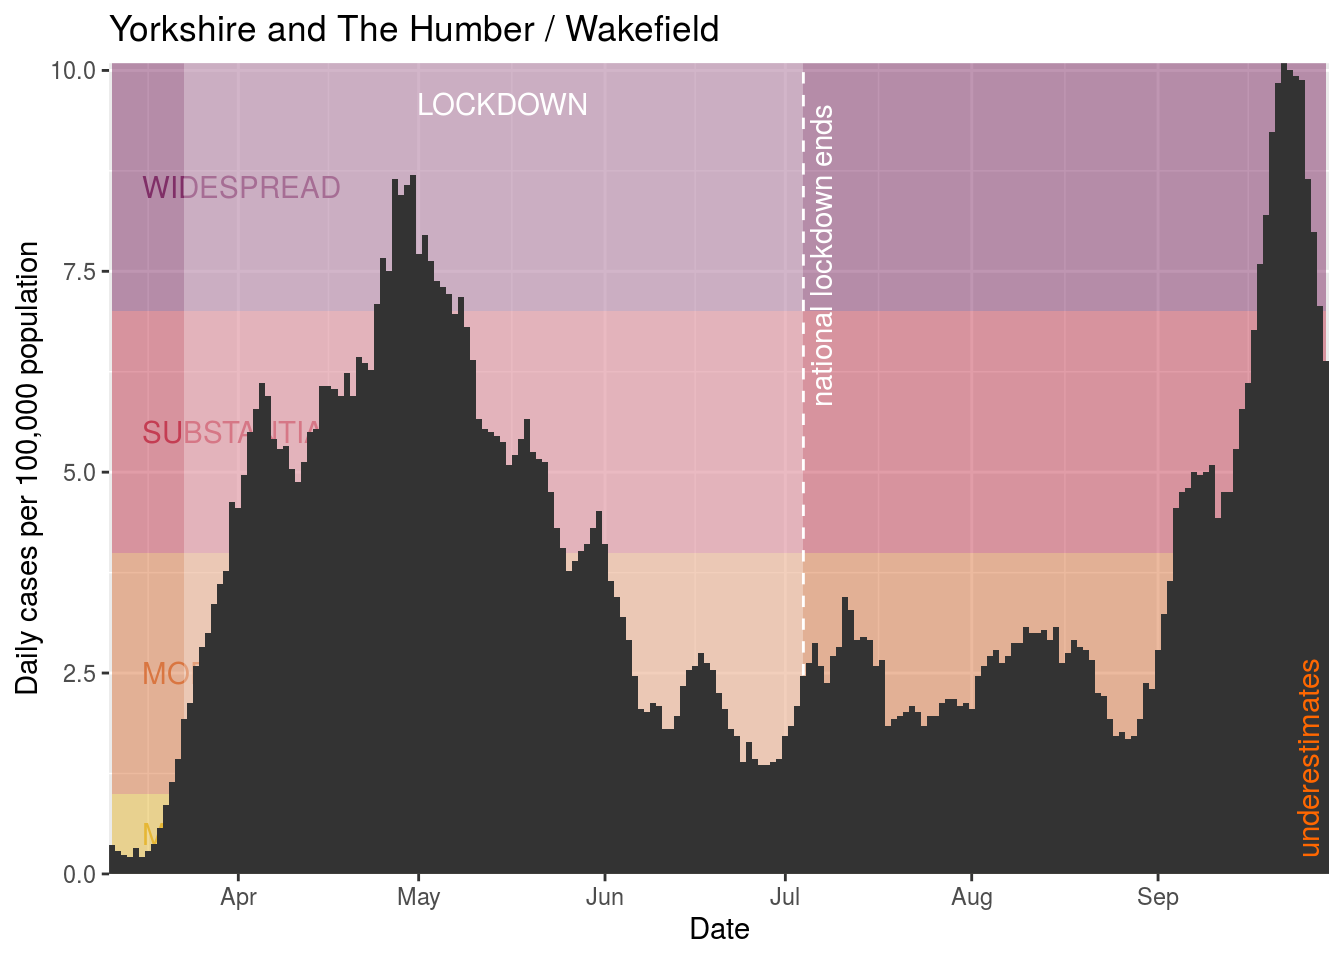 Yorkshire and The Humber / Wakefield
Daily cases per 100,000 population
10.0
7.5
5.0
2.5
0.0
LOCKDOWN
WIDESPREAD
national lockdown ends
underestimates
Apr
May
Jun
Jul
Aug
Sep
Date